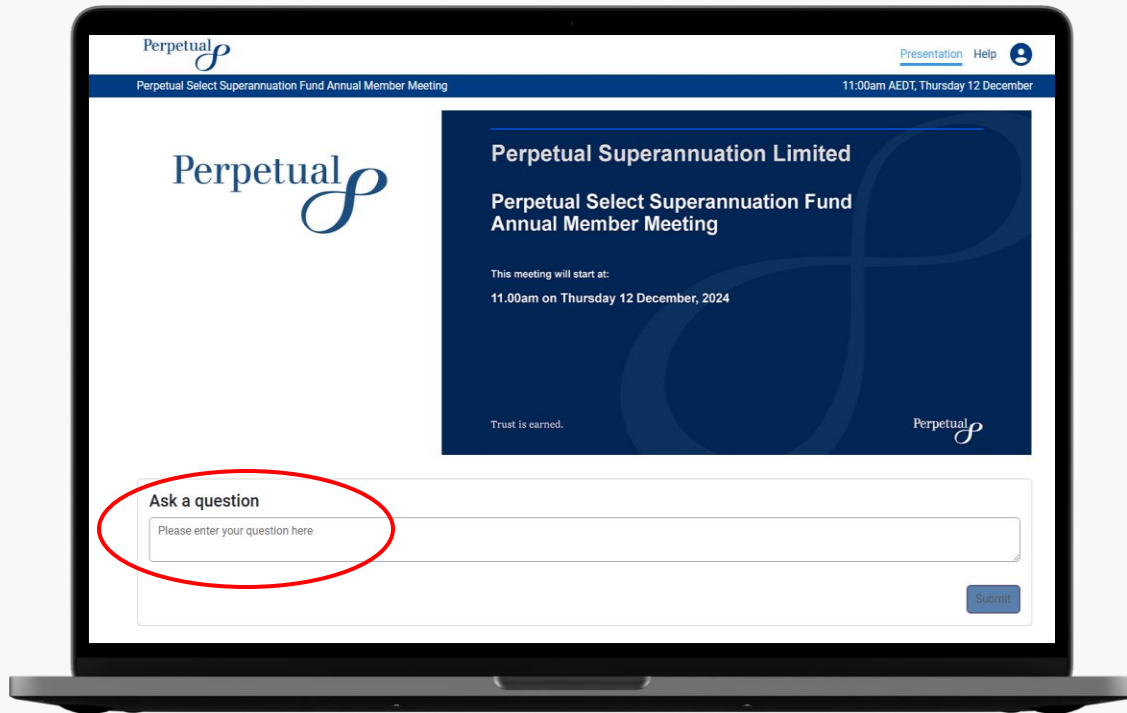 Perpetual
Presentation Help
Perpetual Select Superannuation Fund Annual Member Meeting
11:00am AEDT, Thursday 12 December
Perpetual
Perpetual Superannuation Limited
Perpetual Select Superannuation Fund
Annual Member Meeting
This meeting will start at:
11.00am on Thursday 12 December, 2024
Trust is earned.
Perpetual
Ask a question
Please enter your question here
Submit